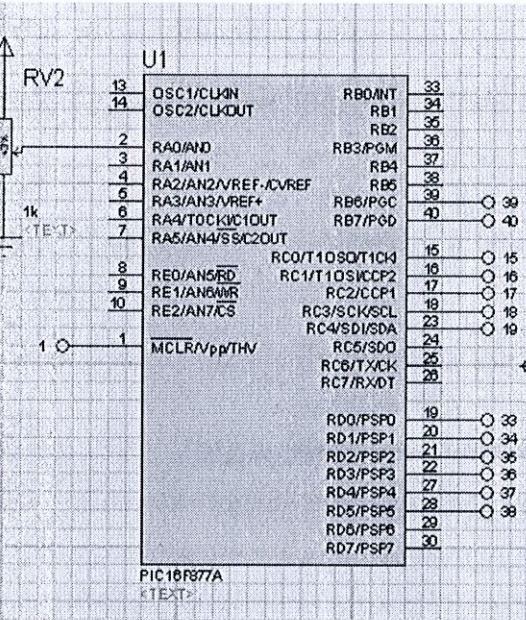 U1
RV2
1k
<TEXT>
13 OSC1/CLKIN RB0/INT 33
14 OSC2/CLKOUT RB1 34
RB2 35
2 RA0/AN0 RB3/PGM 36
3 RA1/AN1 RB4 37
4 RA2/AN2/VREF-/CVREF RB5 38
5 RA3/AN3/VREF+ RB6/PGC 39 39
6 RA4/T0CKI/C1OUT RB7/PGD 40 40
7 RA5/AN4/SS/C2OUT
RC0/T1OSO/T1CKI 15 15
8 RE0/AN5/RD RC1/T1OSI/CCP2 16 16
9 RE1/AN6/WR RC2/CCP1 17 17
10 RE2/AN7/CS RC3/SCK/SCL 18 18
RC4/SDI/SDA 23 19
1 1 MCLR/Vpp/THV RC5/SDO 24
RC6/TX/CK 25
RC7/RX/DT 26
RD0/PSP0 19 33
RD1/PSP1 20 34
RD2/PSP2 21 35
RD3/PSP3 22 36
RD4/PSP4 27 37
RD5/PSP5 28 38
RD6/PSP6 29
RD7/PSP7 30
PIC16F877A
<TEXT>